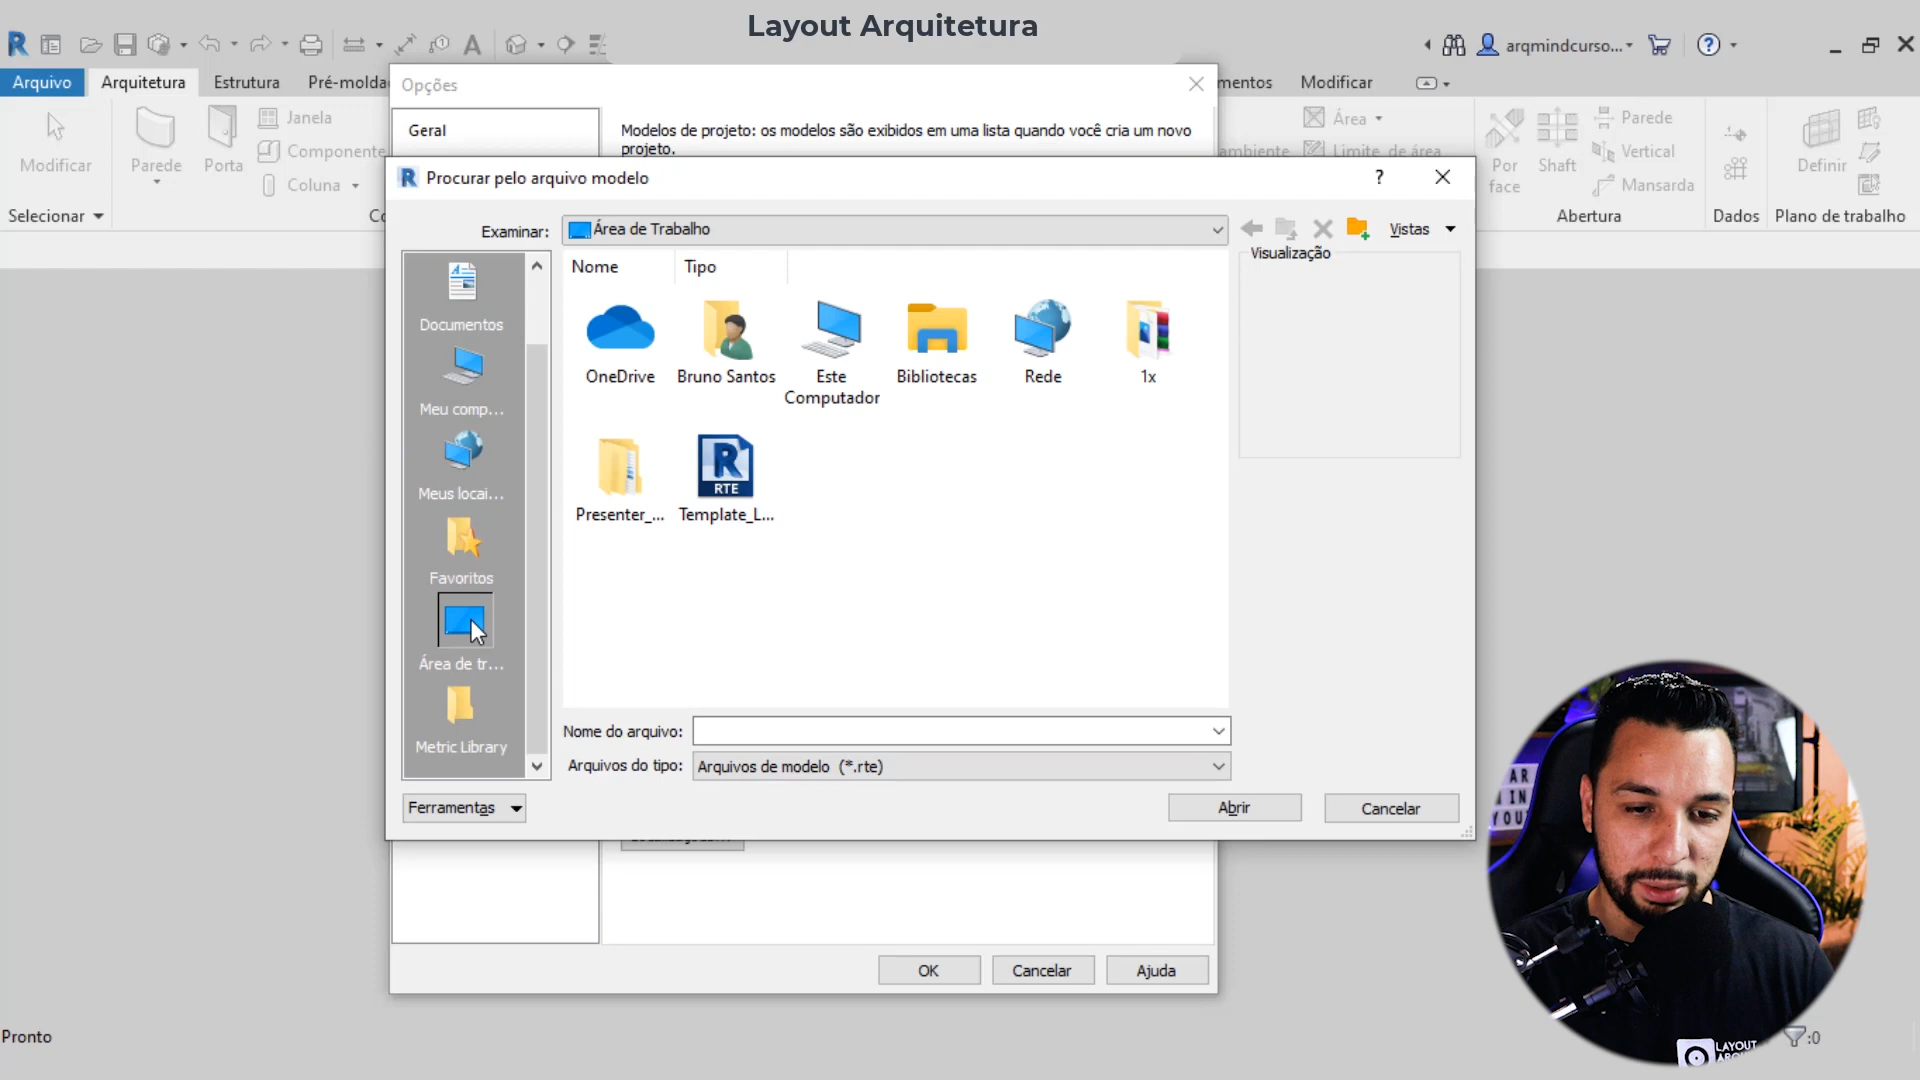 Layout Arquitetura
arqmindcurso...
Arquivo
Arquitetura
Estrutura
Modificar
Opções
Modificar
Parede
Porta
Janela
Componente
Coluna
Selecionar
Geral
Modelos de projeto: os modelos são exibidos em uma lista quando você cria um novo
projeto.
Área
ambiente
Limite de área
Por
face
Shaft
Parede
Vertical
Mansarda
Definir
Abertura
Dados
Plano de trabalho
Procurar pelo arquivo modelo
?
Examinar:
Área de Trabalho
Vistas
Visualização
Documentos
Meu comp...
Meus locai...
Favoritos
Área de tr...
Metric Library
Nome
Tipo
OneDrive
Bruno Santos
Este
Computador
Bibliotecas
Rede
1x
RTE
Presenter_...
Template_L...
Nome do arquivo:
Arquivos do tipo:
Arquivos de modelo (*.rte)
Ferramentas
Abrir
Cancelar
OK
Cancelar
Ajuda
Pronto
:0
LAYOUT